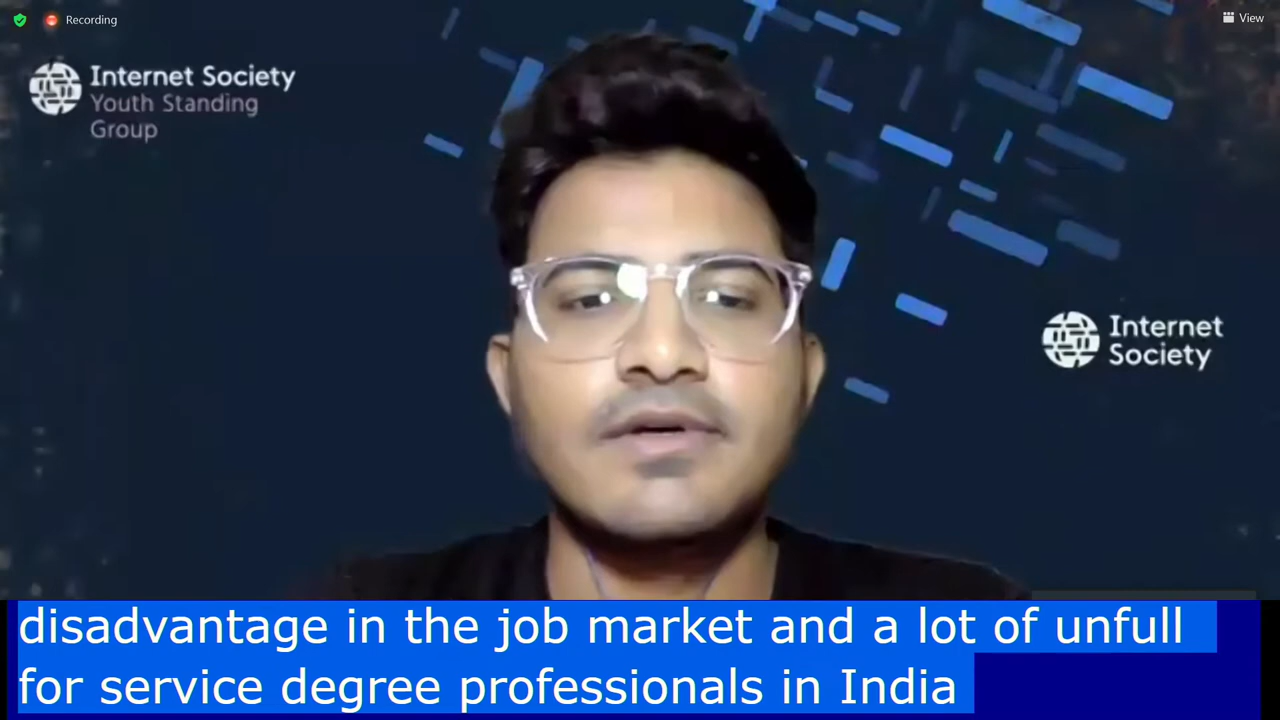 Recording
View
Internet Society
Youth Standing
Group
Internet
Society
disadvantage in the job market and a lot of unfull
for service degree professionals in India